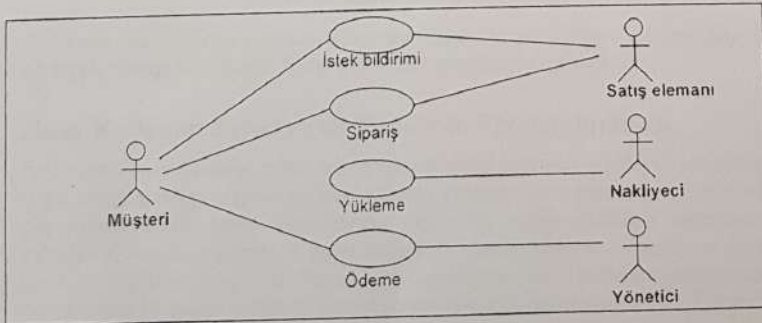 İstek bildirimi
Satış elemanı
Sipariş
Müşteri
Yükleme
Nakliyeci
Ödeme
Yönetici